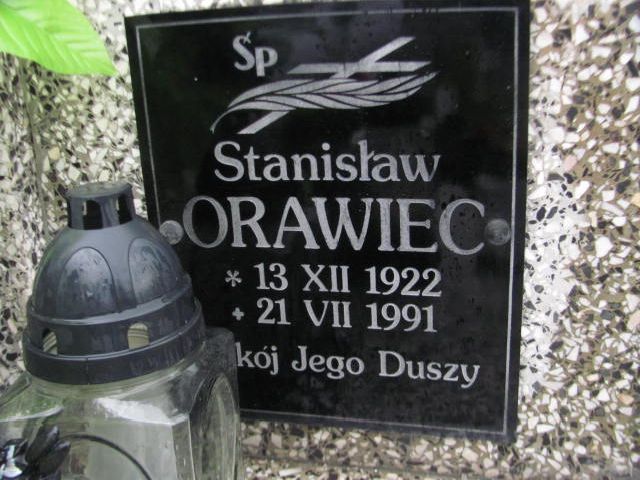 ŚP
Stanisław
ORAWIEC
* 13 XII 1922
+ 21 VII 1991
Jego Duszy